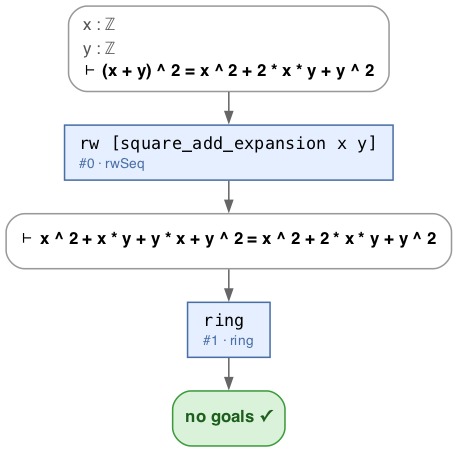 x : ℤ
y : ℤ
⊢ (x + y) ^ 2 = x ^ 2 + 2 * x * y + y ^ 2
rw [square_add_expansion x y]
#0 · rwSeq
⊢ x ^ 2 + x * y + y * x + y ^ 2 = x ^ 2 + 2 * x * y + y ^ 2
ring
#1 · ring
no goals ✓